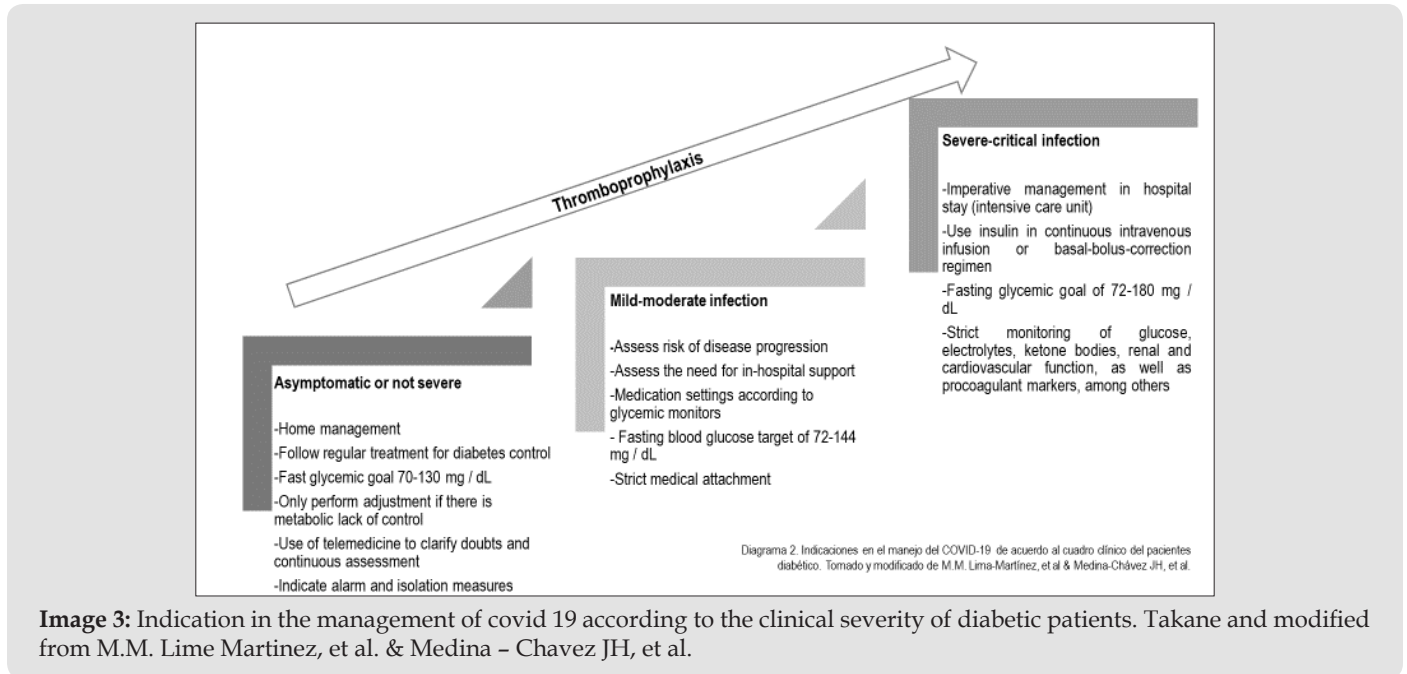 Thromboprophylaxis
Asymptomatic or not severe
-Home management
-Follow regular treatment for diabetes control
-Fast glycemic goal 70-130 mg / dL
-Only perform adjustment if there is
metabolic lack of control
-Use of telemedicine to clarify doubts and
continuous assessment
-Indicate alarm and isolation measures
Mild-moderate infection
-Assess risk of disease progression
-Assess the need for in-hospital support
-Medication settings according to
glycemic monitors
- Fasting blood glucose target of 72-144
mg / dL
-Strict medical attachment
Severe-critical infection
-Imperative management in hospital
stay (intensive care unit)
-Use insulin in continuous intravenous
infusion or basal-bolus-correction
regimen
-Fasting glycemic goal of 72-180 mg /
dL
-Strict monitoring of glucose,
electrolytes, ketone bodies, renal and
cardiovascular function, as well as
procoagulant markers, among others
Diagrama 2. Indicaciones en el manejo del COVID-19 de acuerdo al cuadro clínico del pacientes
diabético. Tomado y modificado de M.M. Lima-Martínez, et al & Medina-Chávez JH, et al.
Image 3: Indication in the management of covid 19 according to the clinical severity of diabetic patients. Takane and modified
from M.M. Lime Martinez, et al. & Medina – Chavez JH, et al.